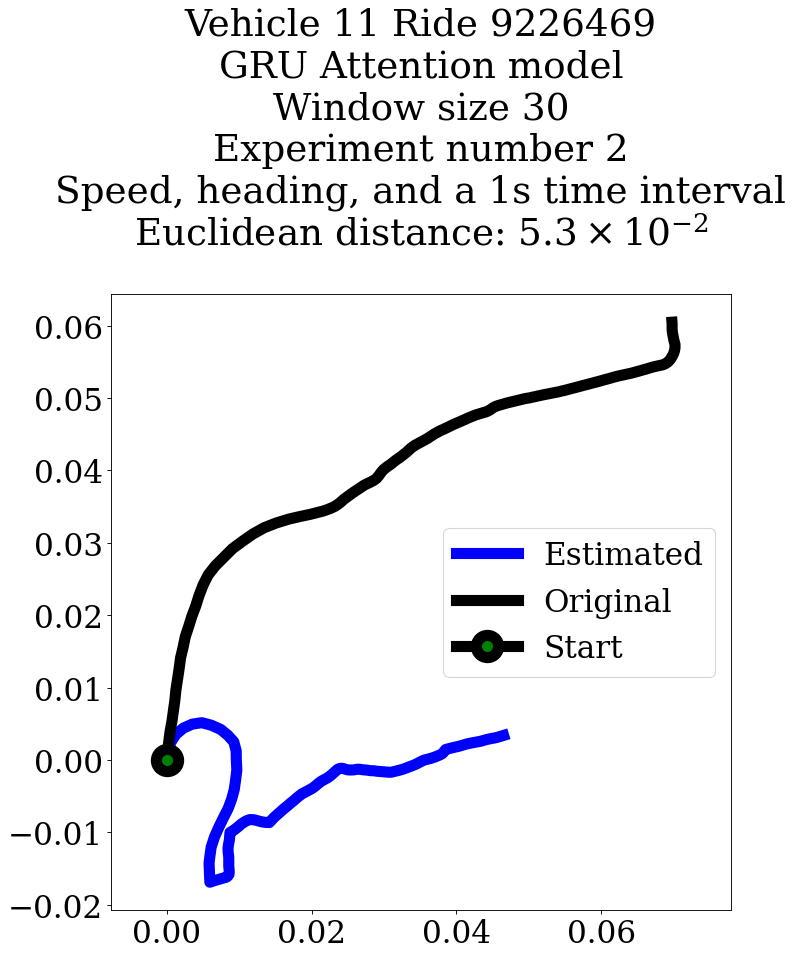 Vehicle 11 Ride 9226469
GRU Attention model
Window size 30
Experiment number 2
Speed, heading, and a 1s time interval
Euclidean distance: 5.3 × 10⁻²
0.06
0.05
0.04
0.03
0.02
0.01
0.00
−0.01
−0.02
Estimated
Original
Start
0.00 0.02 0.04 0.06